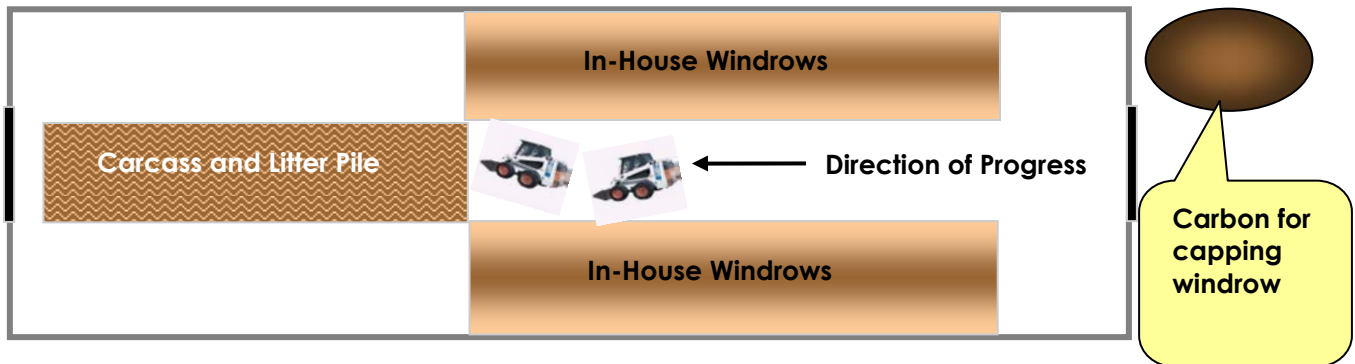 In-House Windrows
Carcass and Litter Pile
Direction of Progress
In-House Windrows
Carbon for
capping
windrow